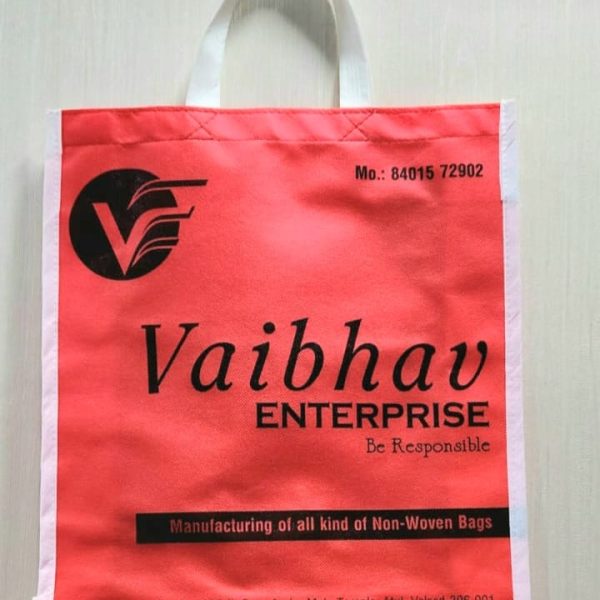 Mo.: 84015 72902
Vaibhav
ENTERPRISE
Be Responsible
Manufacturing of all kind of Non-Woven Bags